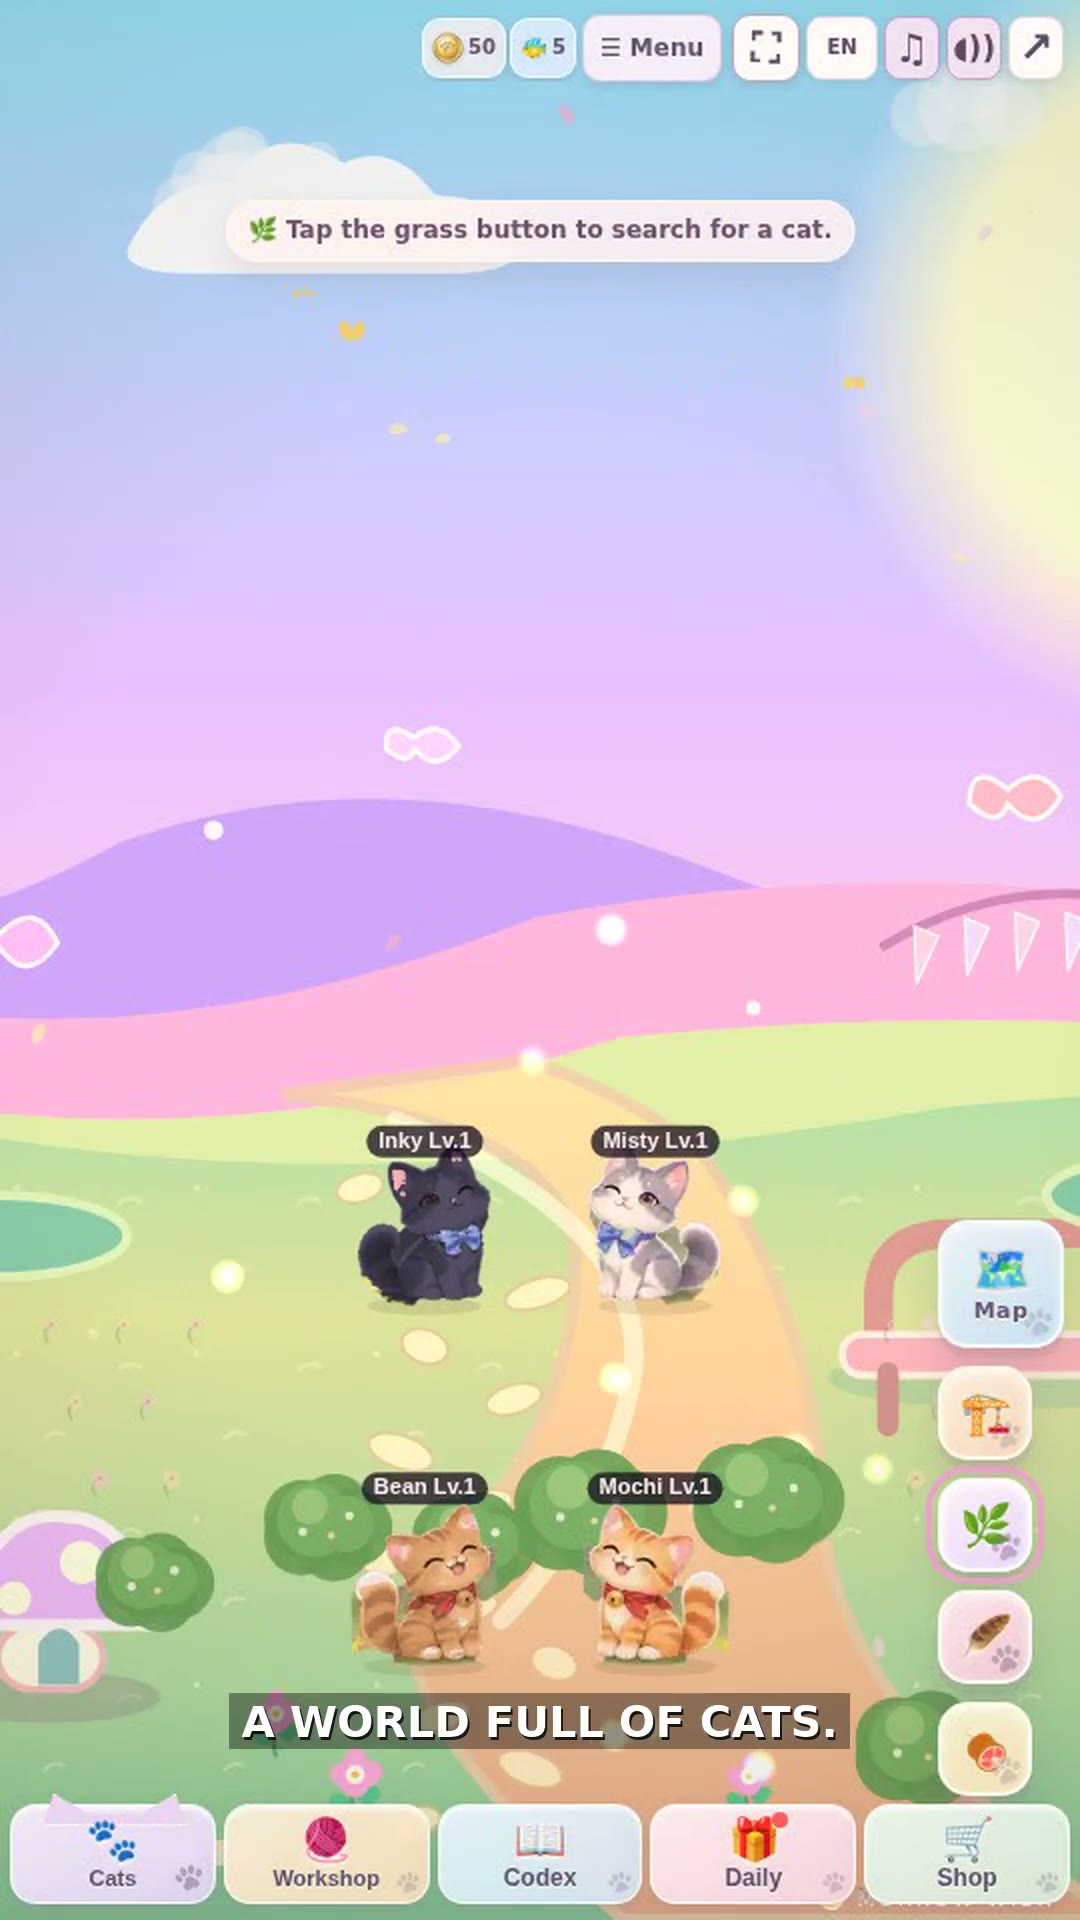 50
5
☰ Menu
EN
Tap the grass button to search for a cat.
Inky Lv.1
Misty Lv.1
Map
Bean Lv.1
Mochi Lv.1
A WORLD FULL OF CATS.
Cats
Workshop
Codex
Daily
Shop